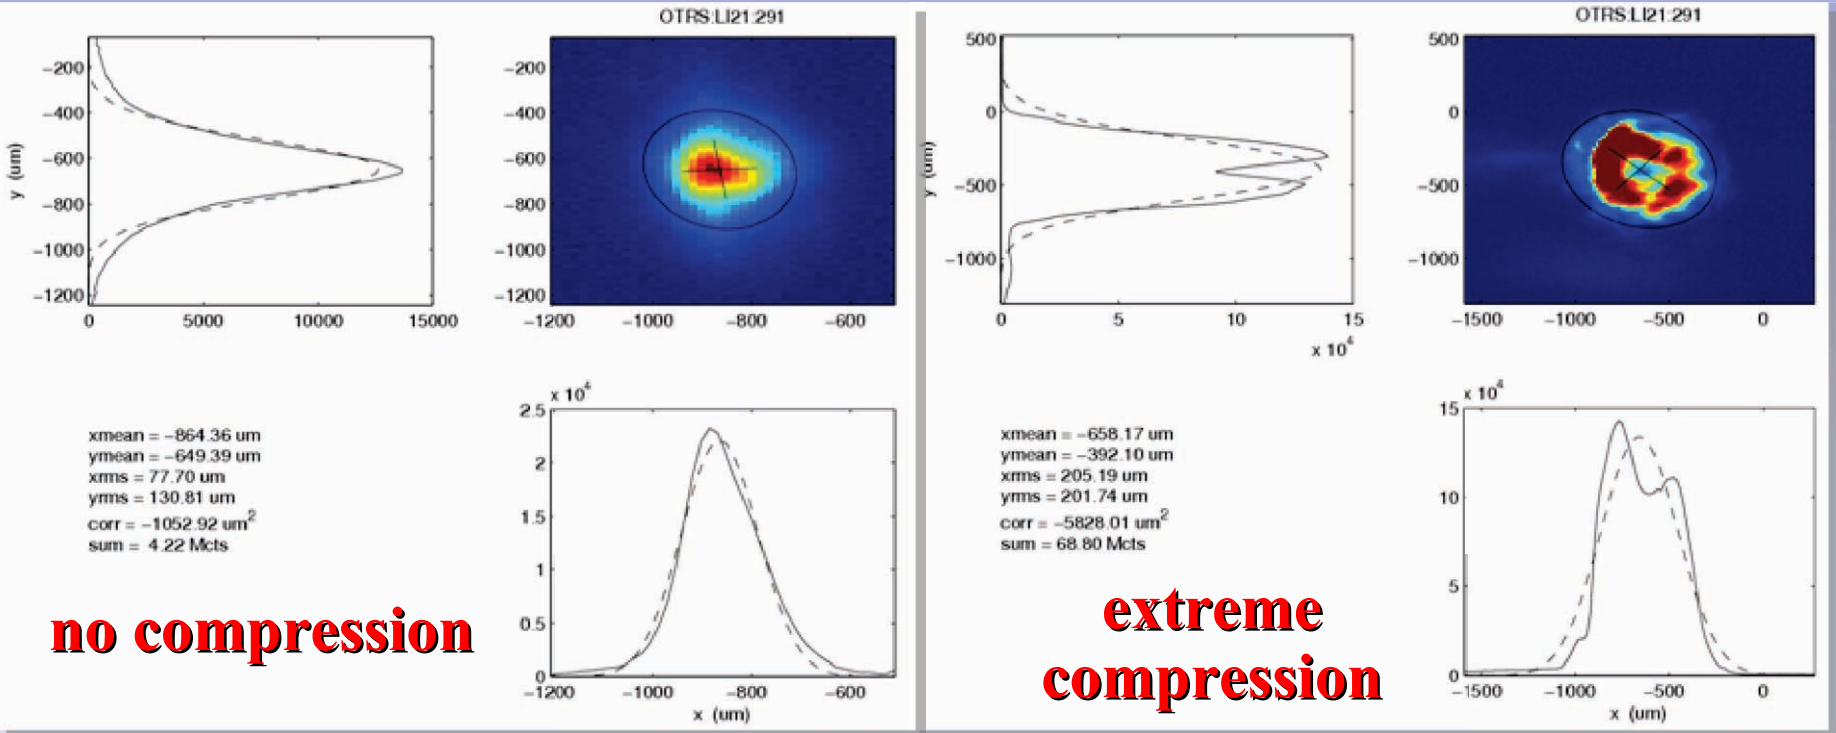 OTRS:LI21:291
−200
−400
−600
−800
−1000
−1200
y (um)
0 5000 10000 15000
−200
−400
−600
−800
−1000
−1200
−1200 −1000 −800 −600
xmean = −864.36 um
ymean = −649.39 um
xrms = 77.70 um
yrms = 130.81 um
corr = −1052.92 um2
sum = 4.22 Mcts
x 10^4
2.5
2
1.5
1
0.5
0
−1200 −1000 −800 −600
x (um)
no compression
OTRS:LI21:291
500
0
−500
−1000
y (um)
0 5 10 15
x 10^4
500
0
−500
−1000
−1500 −1000 −500 0
xmean = −658.17 um
ymean = −392.10 um
xrms = 205.19 um
yrms = 201.74 um
corr = −5828.01 um2
sum = 68.80 Mcts
x 10^4
15
10
5
0
−1500 −1000 −500 0
x (um)
extreme
compression